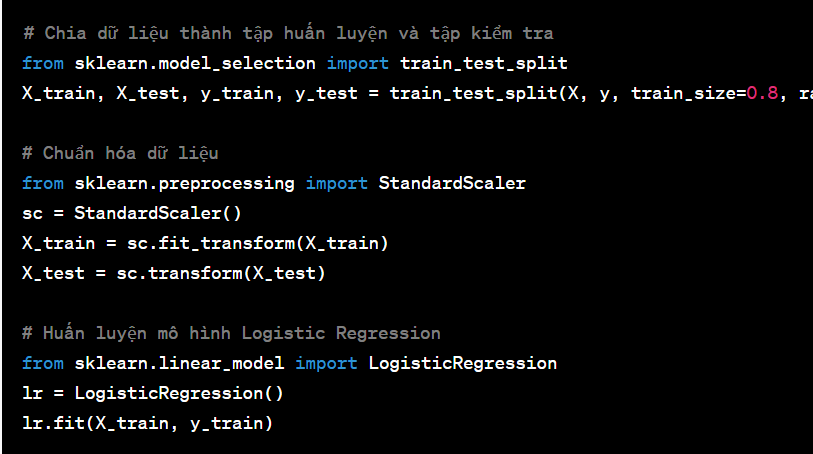 # Chia dữ liệu thành tập huấn luyện và tập kiểm tra
from sklearn.model_selection import train_test_split
X_train, X_test, y_train, y_test = train_test_split(X, y, train_size=0.8, ra
# Chuẩn hóa dữ liệu
from sklearn.preprocessing import StandardScaler
sc = StandardScaler()
X_train = sc.fit_transform(X_train)
X_test = sc.transform(X_test)
# Huấn luyện mô hình Logistic Regression
from sklearn.linear_model import LogisticRegression
lr = LogisticRegression()
lr.fit(X_train, y_train)